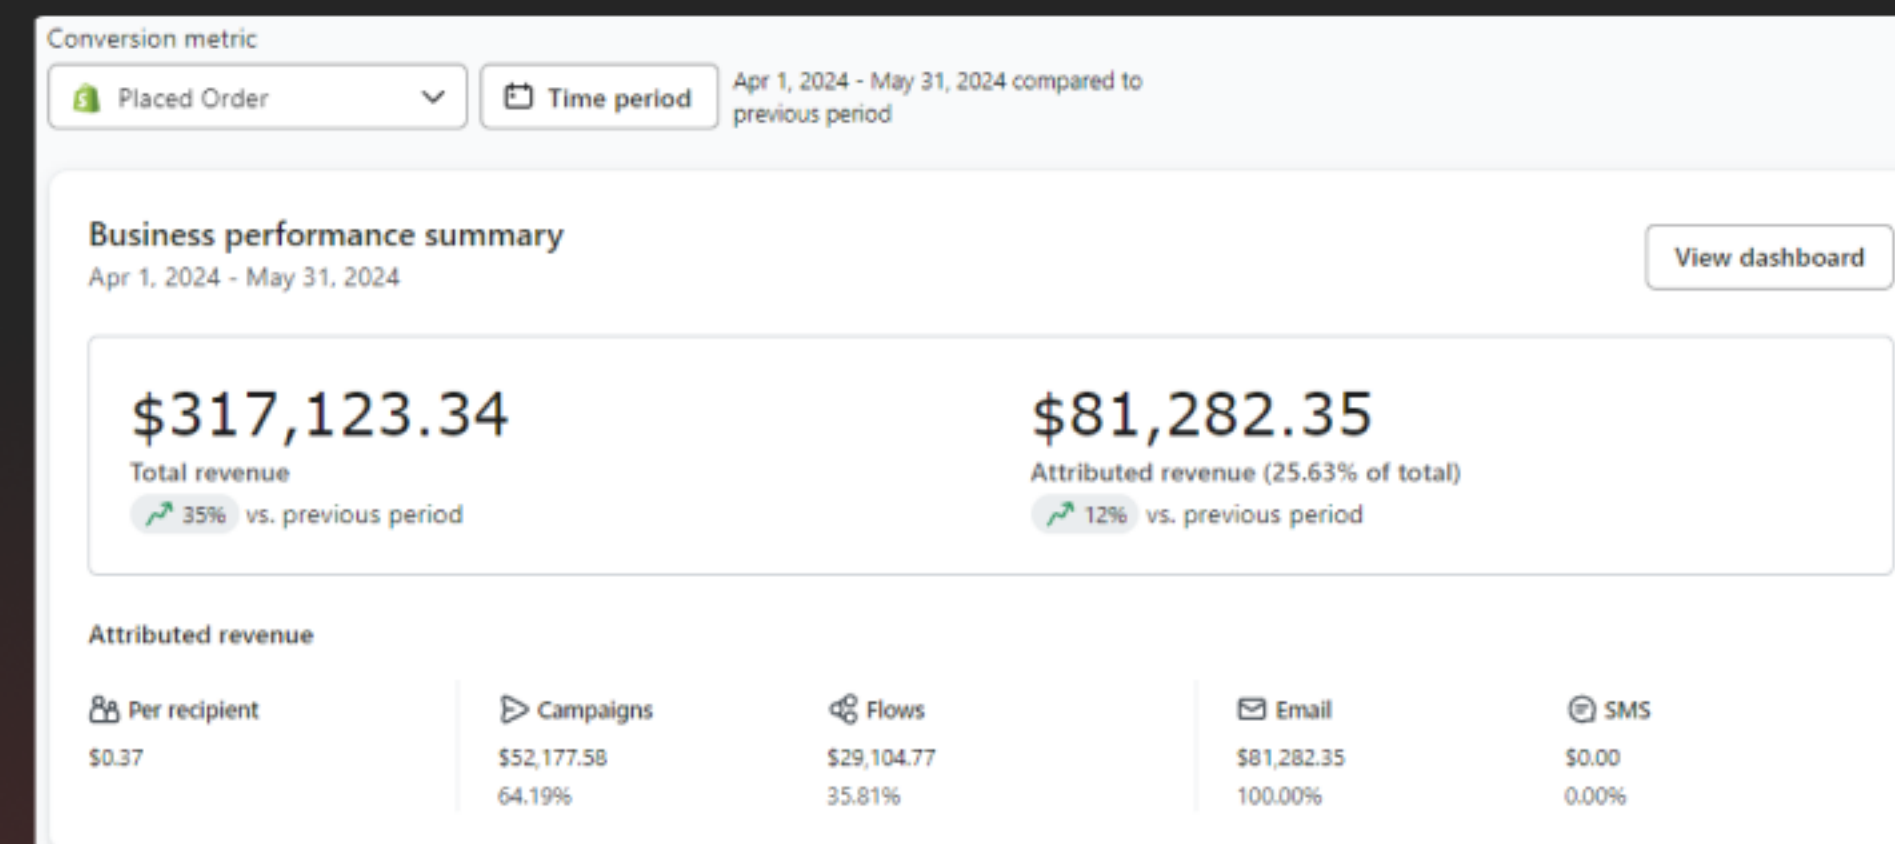 Conversion metric
Placed Order
Time period
Apr 1, 2024 - May 31, 2024 compared to
previous period
Business performance summary
Apr 1, 2024 - May 31, 2024
View dashboard
$317,123.34
Total revenue
35% vs. previous period
$81,282.35
Attributed revenue (25.63% of total)
12% vs. previous period
Attributed revenue
Per recipient
$0.37
Campaigns
$52,177.58
64.19%
Flows
$29,104.77
35.81%
Email
$81,282.35
100.00%
SMS
$0.00
0.00%